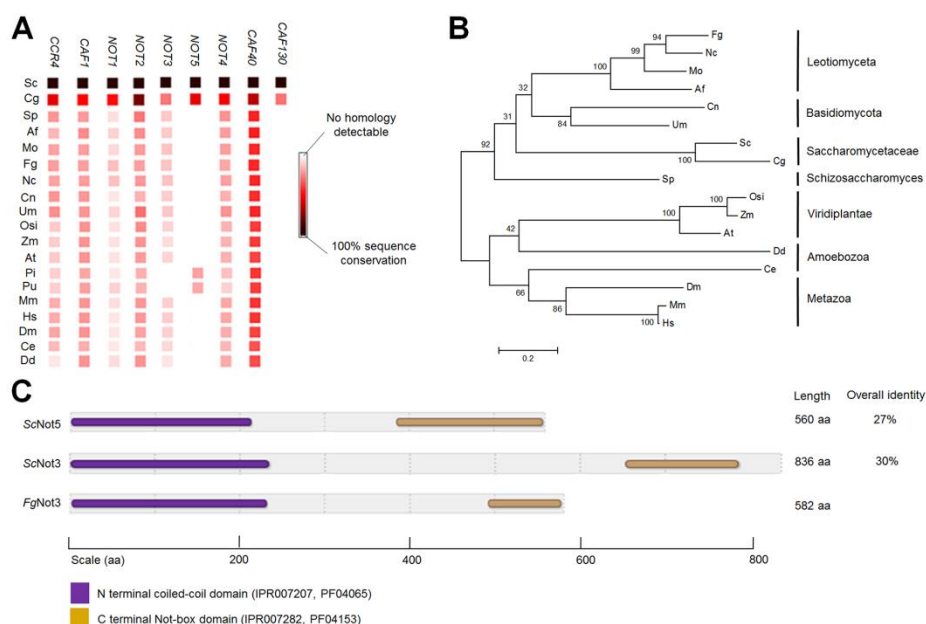 A
CCR4 CAF1 NOT1 NOT2 NOT3 NOT5 NOT4 CAF40 CAF130
Sc
Cg
Sp
Af
Mo
Fg
Nc
Cn
Um
Osi
Zm
At
Pi
Pu
Mm
Hs
Dm
Ce
Dd
No homology
detectable
100% sequence
conservation
B
Fg
94
99
Nc
100
Mo
32
Af
Cn
31
84
Um
Sc
92
100
Cg
Sp
Osi
100
100
Zm
42
At
Dd
Ce
66
Dm
86
Mm
100
Hs
0.2
Leotiomyceta
Basidiomycota
Saccharomycetaceae
Schizosaccharomyces
Viridiplantae
Amoebozoa
Metazoa
C
Length Overall identity
ScNot5 560 aa 27%
ScNot3 836 aa 30%
FgNot3 582 aa
Scale (aa) 200 400 600 800
N terminal coiled-coil domain (IPR007207, PF04065)
C terminal Not-box domain (IPR007282, PF04153)